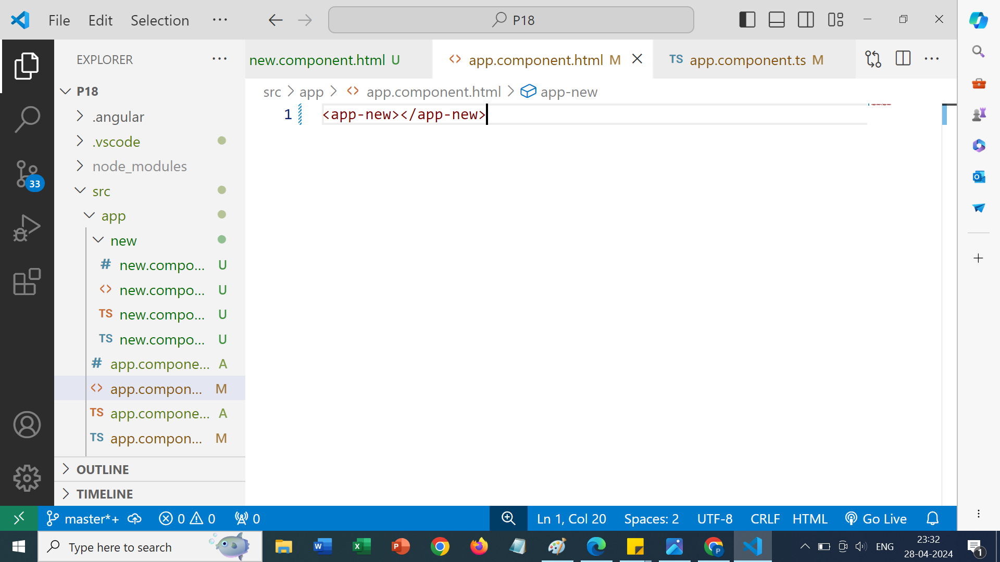 File Edit Selection ...
P18
EXPLORER ...
new.component.html U
<> app.component.html M
TS app.component.ts M
...
src > app > <> app.component.html > app-new
1 <app-new></app-new>
P18
.angular
.vscode
node_modules
33
src
app
new
# new.compo... U
<> new.compo... U
TS new.compo... U
TS new.compo... U
# app.compone... A
<> app.compon... M
TS app.compone... A
TS app.compon... M
OUTLINE
TIMELINE
master*+ 0 0 0 Ln 1, Col 20 Spaces: 2 UTF-8 CRLF HTML Go Live
Type here to search
ENG
23:32
28-04-2024
1